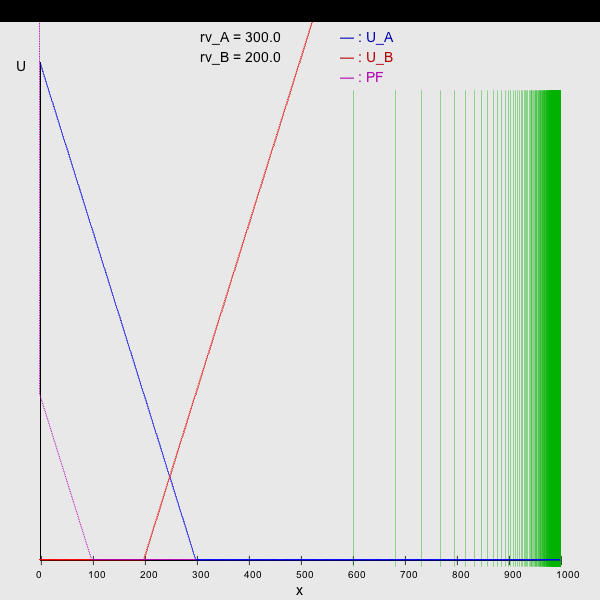 rv_A = 300.0
— : U_A
rv_B = 200.0
— : U_B
U
— : PF
0 100 200 300 400 500 600 700 800 900 1000
x